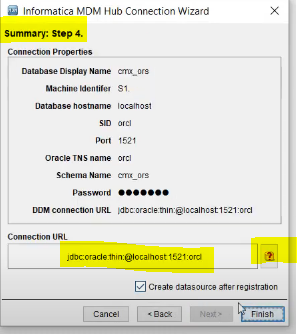 Informatica MDM Hub Connection Wizard
Summary: Step 4.
Connection Properties
Database Display Name cmx_ors
Machine Identifer S1.
Database hostname localhost
SID orcl
Port 1521
Oracle TNS name orcl
Schema Name cmx_ors
Password ●●●●●●●
DDM connection URL jdbc:oracle:thin:@localhost:1521:orcl
Connection URL
jdbc:oracle:thin:@localhost:1521:orcl ?
Create datasource after registration
Cancel < Back Next > Finish